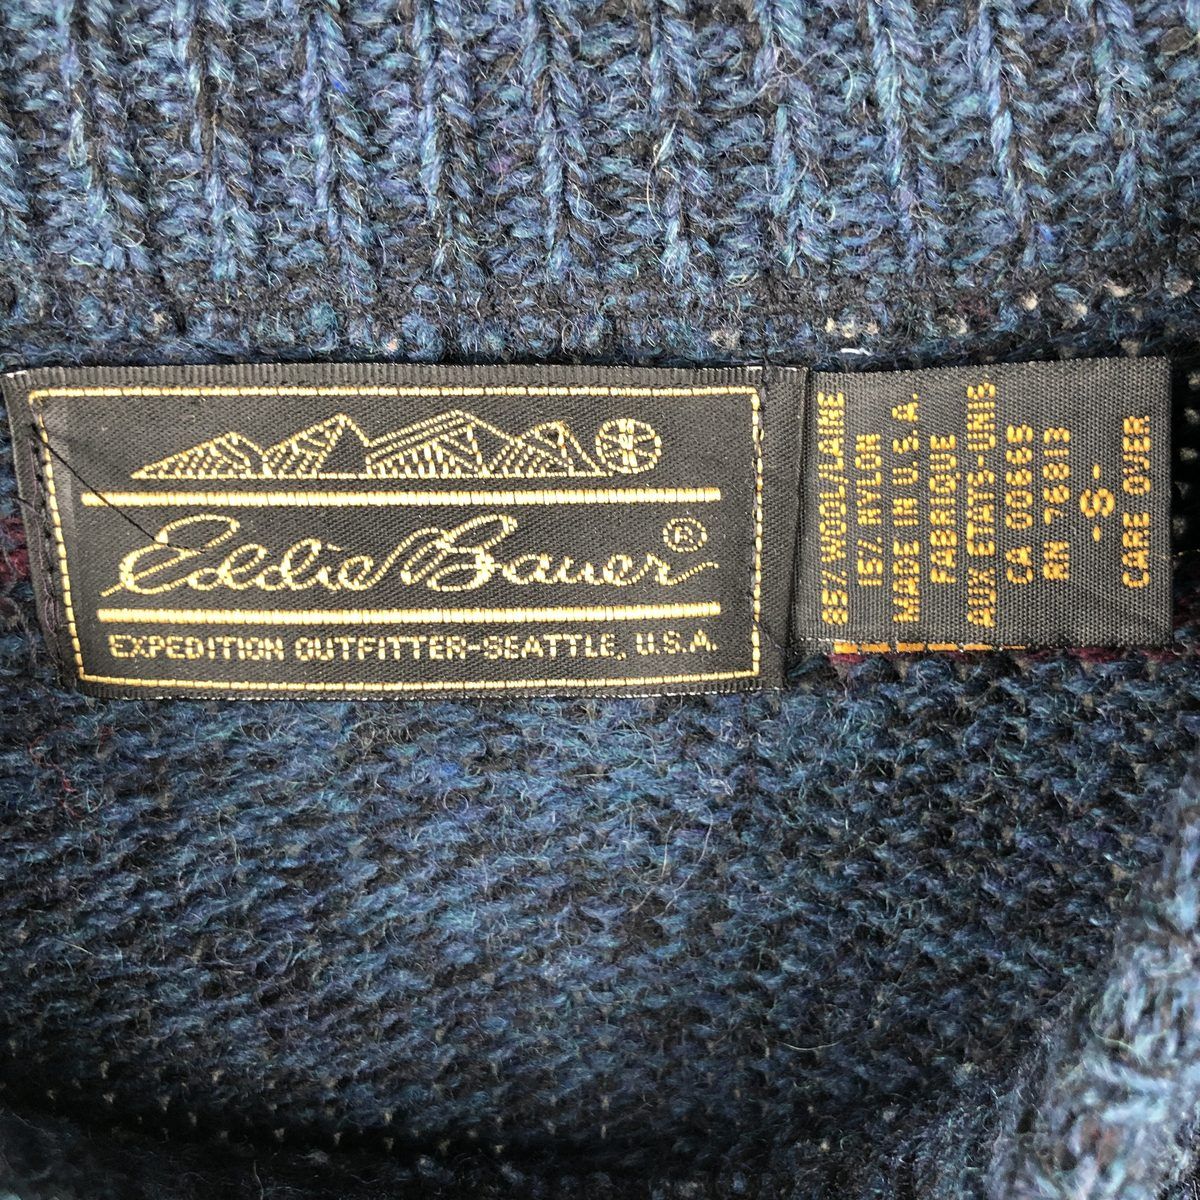 Eddie Bauer®
EXPEDITION OUTFITTER-SEATTLE, U.S.A.
85% WOOL/LAINE
15% NYLON
MADE IN U.S.A.
FABRIQUE
AUX ETATS-UNIS
CA 0066
RN 76813
-S-
CARE OVER